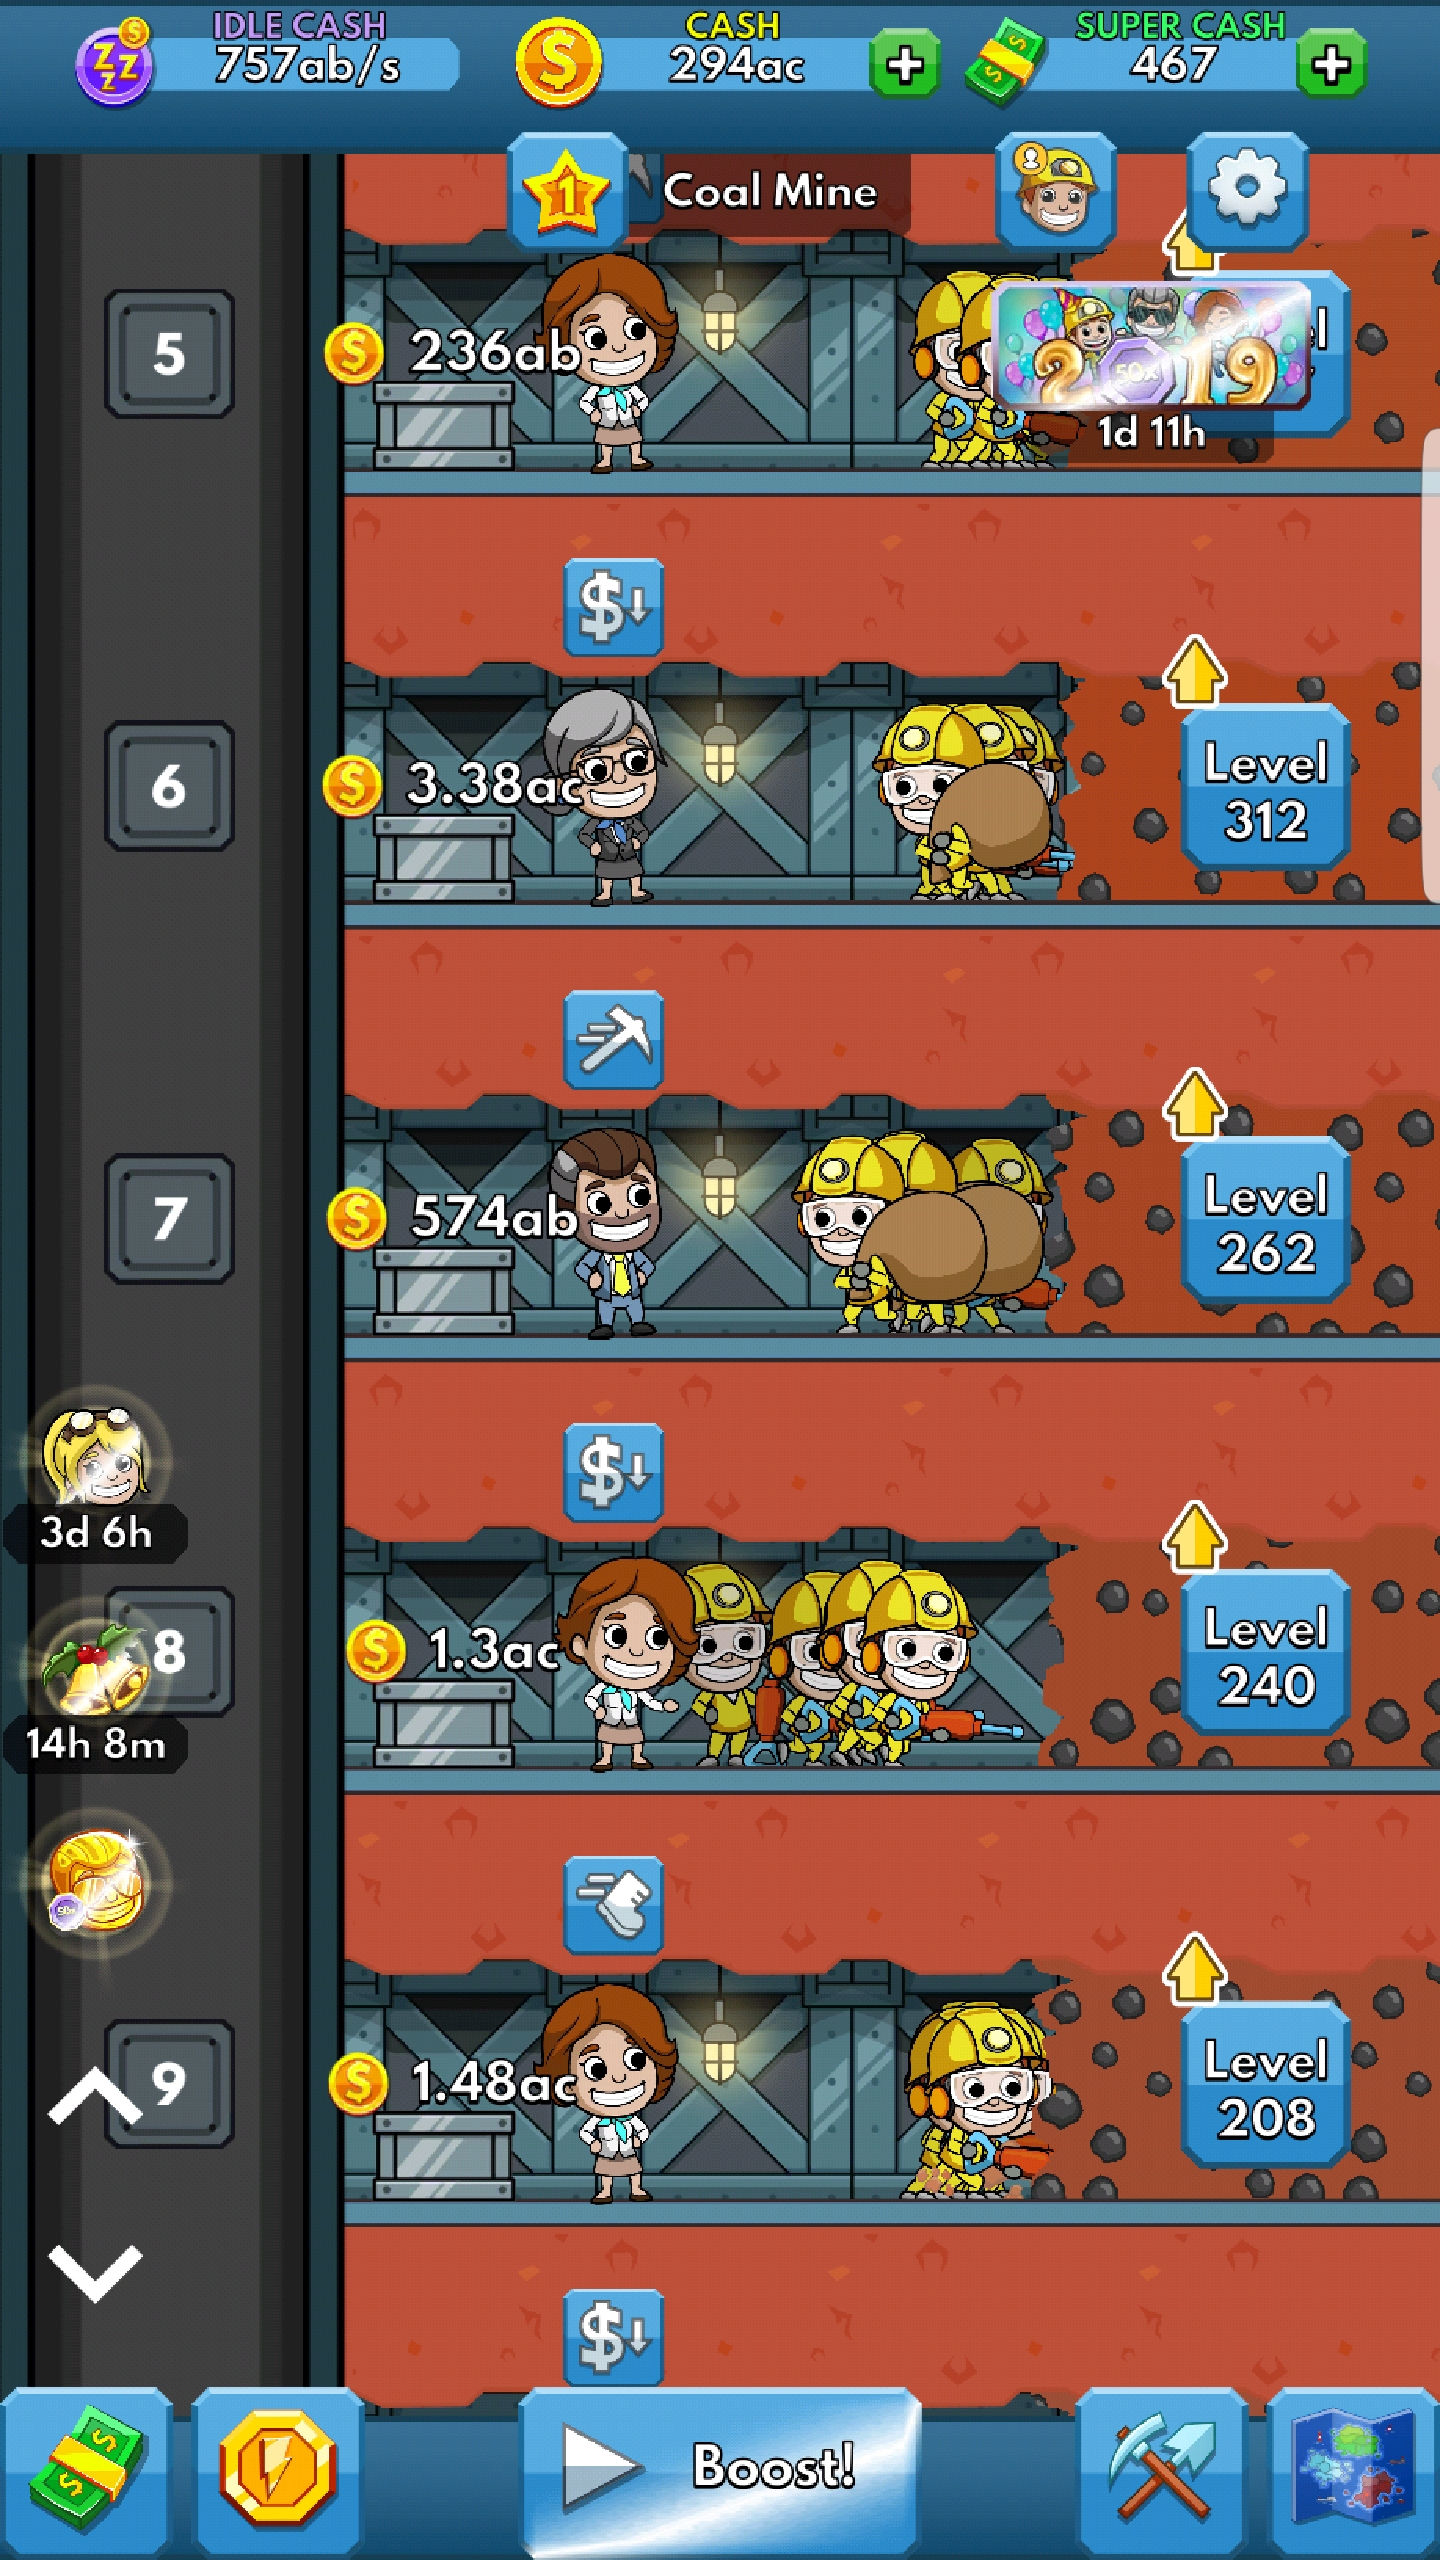 IDLE CASH
757ab/s
CASH
294ac
SUPER CASH
467
1
Coal Mine
5
236ab
2019
50x
1d 11h
6
3.38ac
Level
312
7
574ab
Level
262
3d 6h
8
1.3ac
Level
240
14h 8m
9
1.48ac
Level
208
Boost!